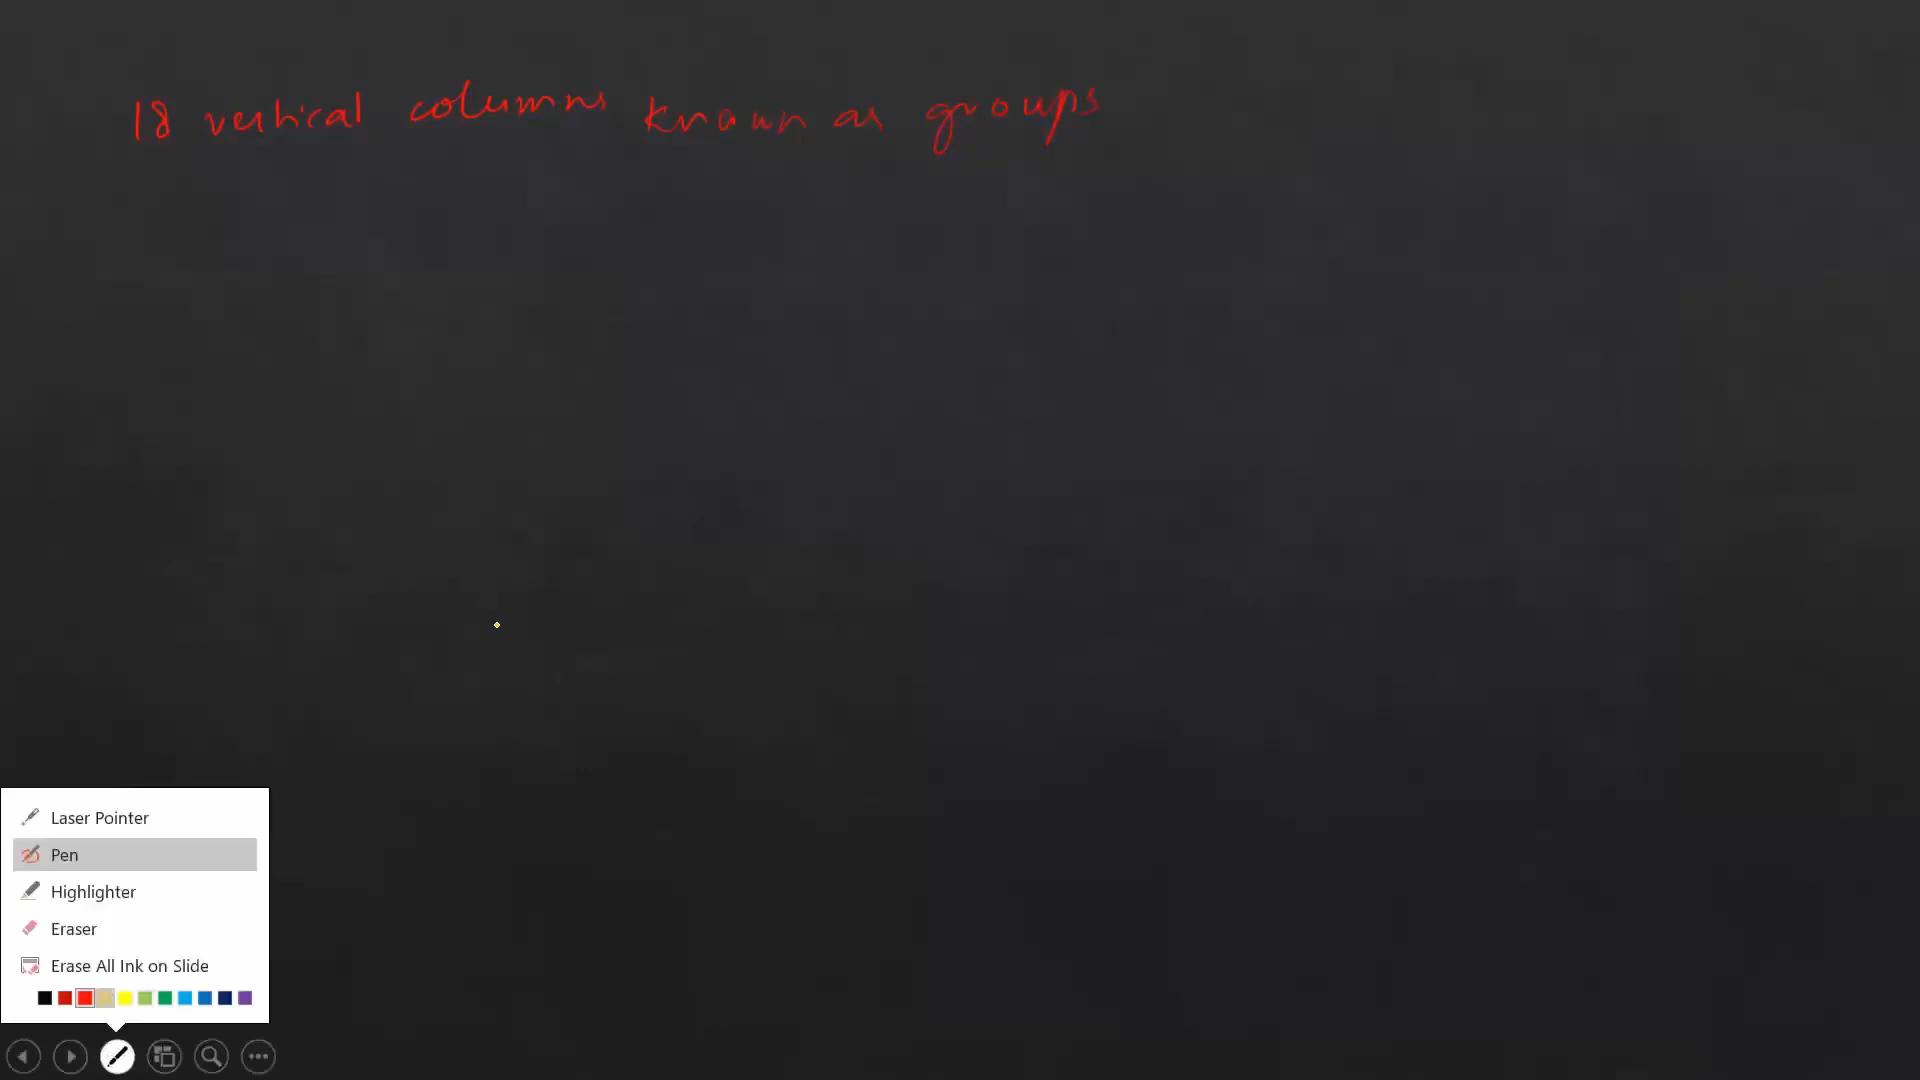 18 vertical columns known as groups
Laser Pointer
Pen
Highlighter
Eraser
Erase All Ink on Slide